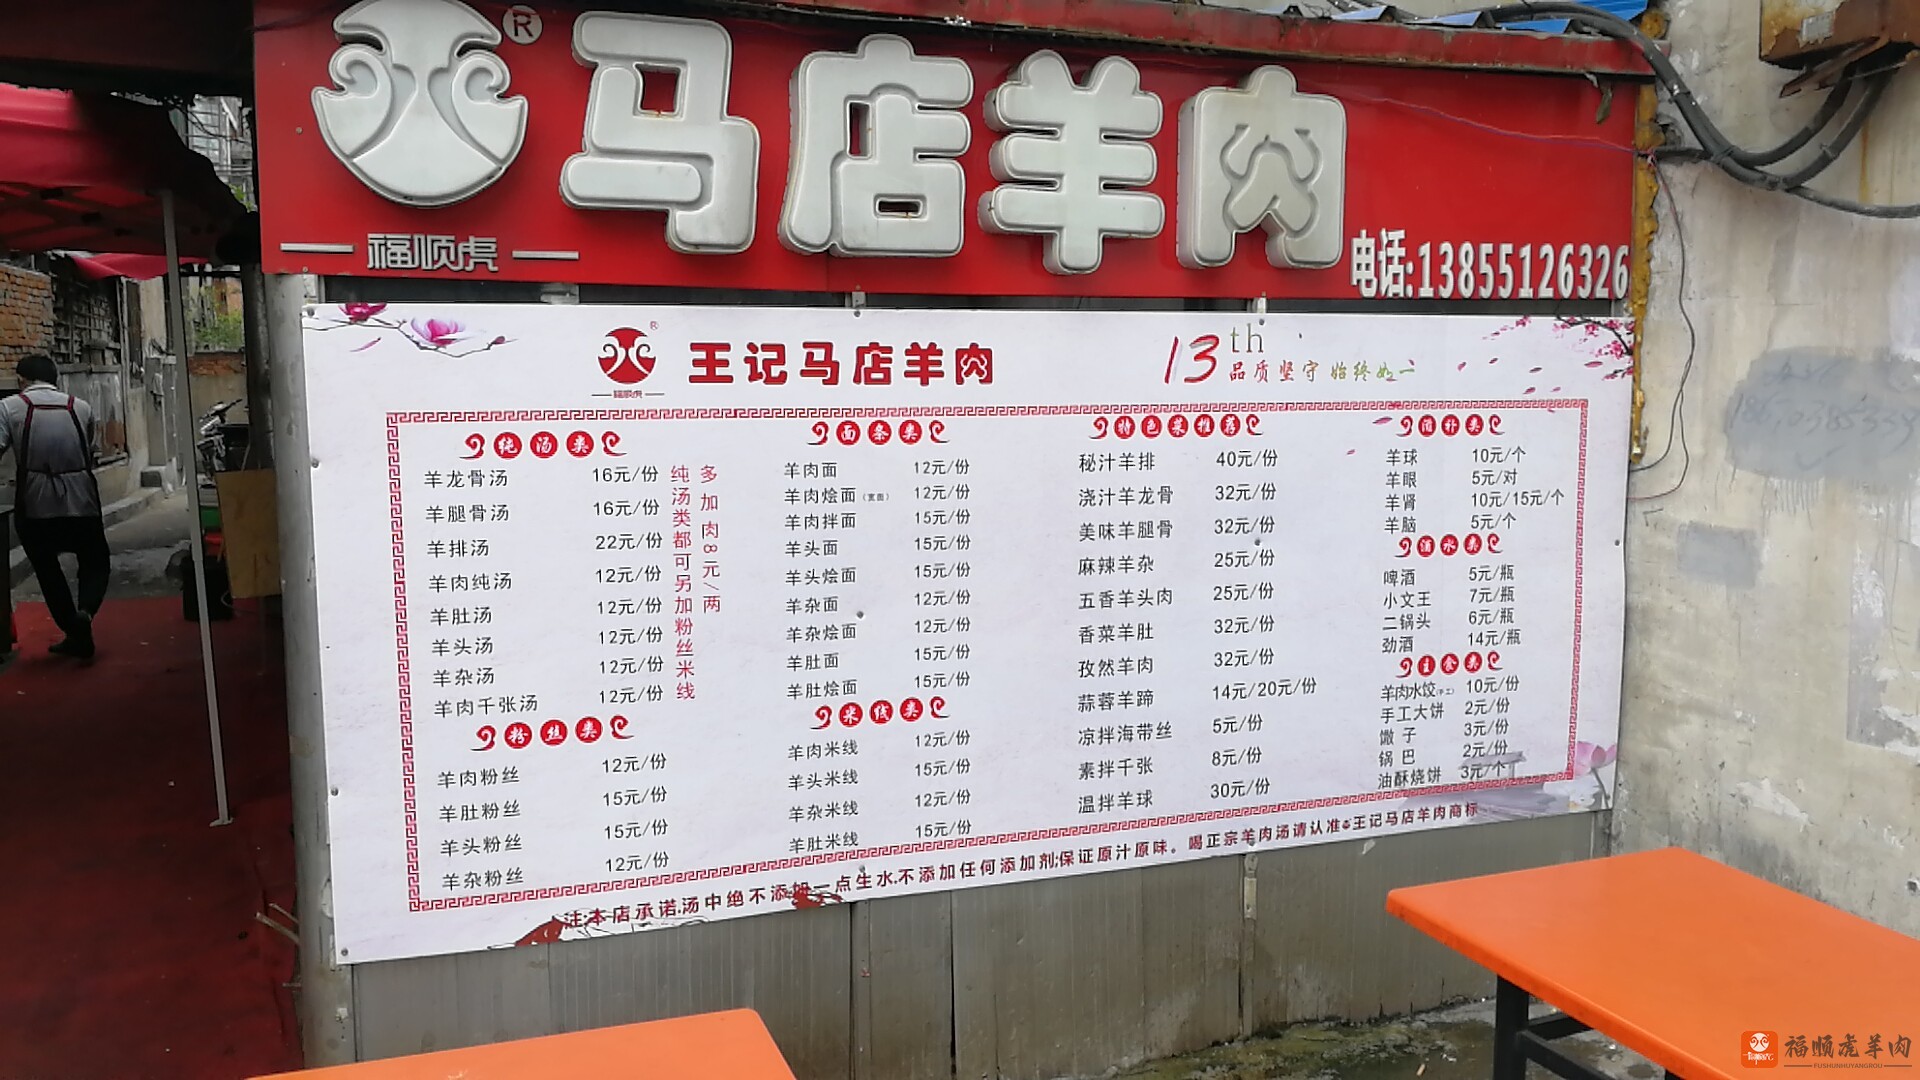 ®
马店羊肉
福顺虎
电话:13855126326
®
福顺虎
王记马店羊肉
13th
品质坚守 始终如一
纯汤类
羊龙骨汤 16元/份
羊腿骨汤 16元/份
羊排汤 22元/份
羊肉纯汤 12元/份
羊肚汤 12元/份
羊头汤 12元/份
羊杂汤 12元/份
羊肉千张汤 12元/份
纯汤类都可另加粉丝米线
多加肉8元/两
粉丝类
羊肉粉丝 12元/份
羊肚粉丝 15元/份
羊头粉丝 15元/份
羊杂粉丝 12元/份
面条类
羊肉面 12元/份
羊肉烩面(宽面) 12元/份
羊肉拌面 15元/份
羊头面 15元/份
羊头烩面 15元/份
羊杂面 12元/份
羊杂烩面 12元/份
羊肚面 15元/份
羊肚烩面 15元/份
米线类
羊肉米线 12元/份
羊头米线 15元/份
羊杂米线 12元/份
羊肚米线 15元/份
特色菜推荐
秘汁羊排 40元/份
浇汁羊龙骨 32元/份
美味羊腿骨 32元/份
麻辣羊杂 25元/份
五香羊头肉 25元/份
香菜羊肚 32元/份
孜然羊肉 32元/份
蒜蓉羊蹄 14元/20元/份
凉拌海带丝 5元/份
素拌千张 8元/份
温拌羊球 30元/份
滋补类
羊球 10元/个
羊眼 5元/对
羊肾 10元/15元/个
羊脑 5元/个
酒水类
啤酒 5元/瓶
小文王 7元/瓶
二锅头 6元/瓶
劲酒 14元/瓶
主食类
羊肉水饺(手工) 10元/份
手工大饼 2元/份
馓子 3元/份
锅巴 2元/份
油酥烧饼 3元/个
注:本店承诺.汤中绝不添加一点生水.不添加任何添加剂;保证原汁原味。喝正宗羊肉汤请认准王记马店羊肉商标
福顺虎羊肉
FUSHUNHUYANGROU